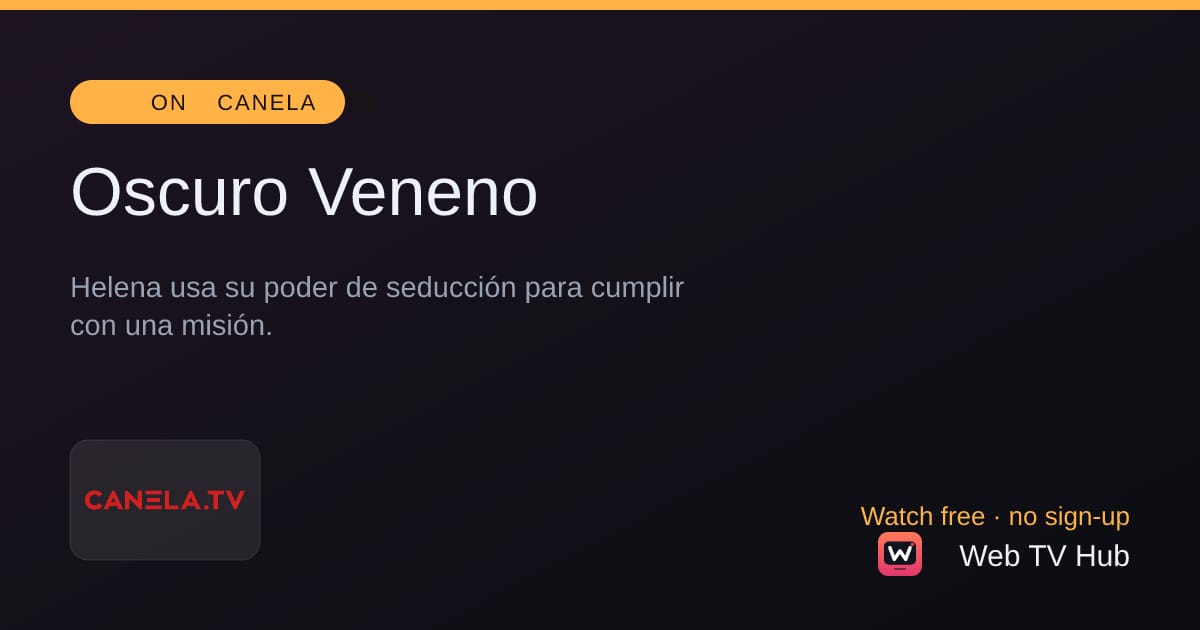 ON CANELA
Oscuro Veneno
Helena usa su poder de seducción para cumplir
con una misión.
CANELA.TV
Watch free · no sign-up
W
Web TV Hub